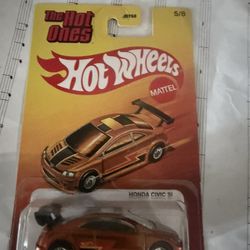 The Hot
Ones
5/8
Hot Wheels
MATTEL
HONDA CIVIC Si